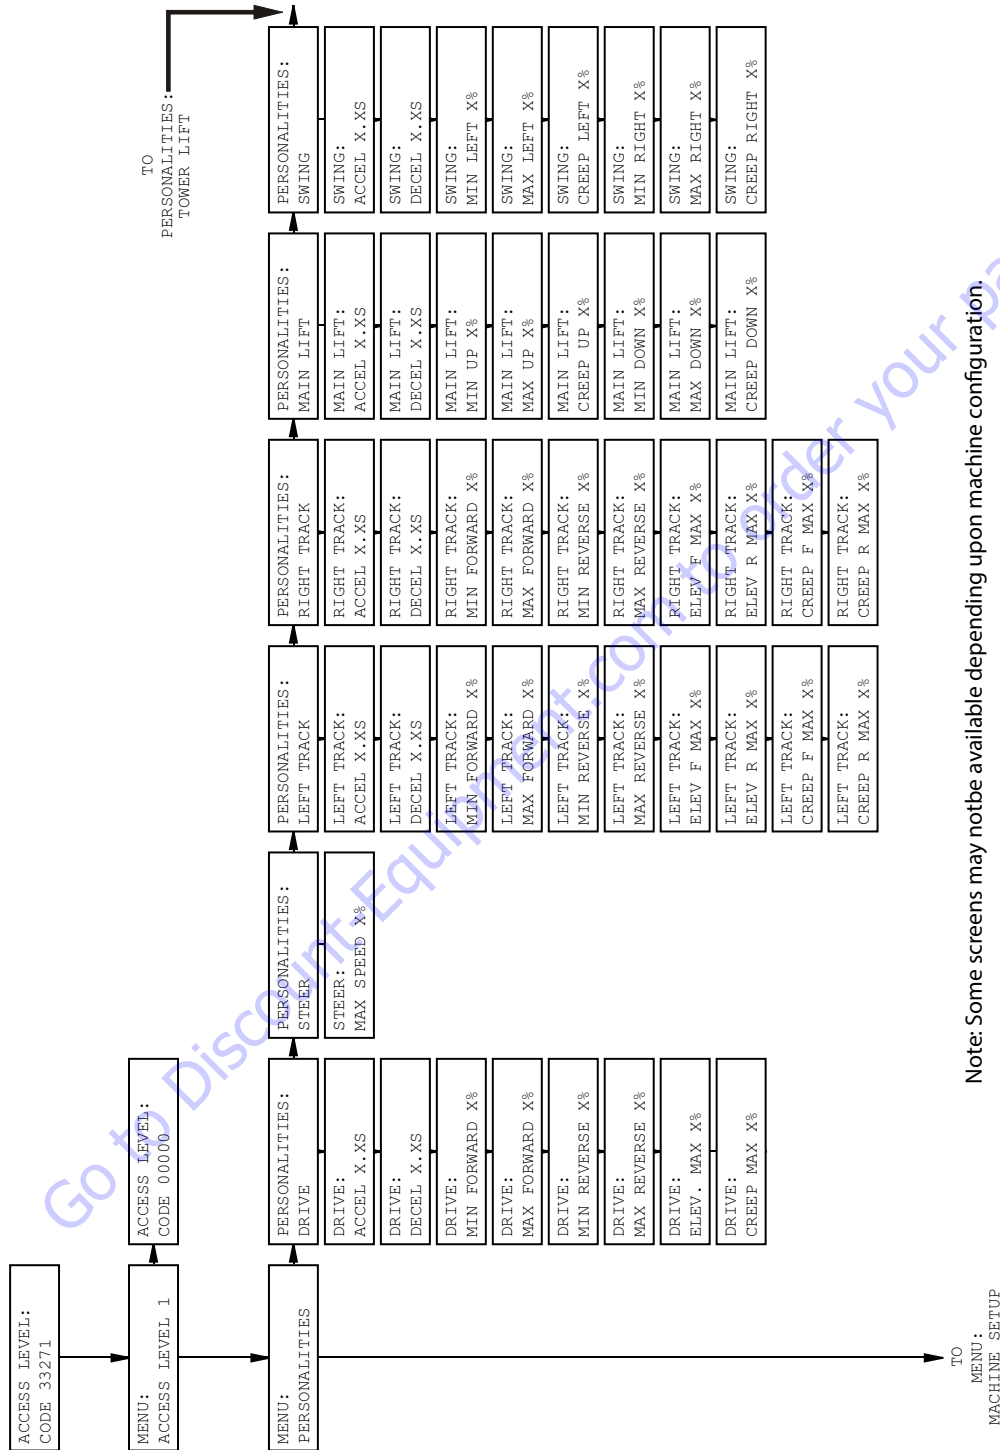 ACCESS LEVEL:
CODE 33271
MENU:
ACCESS LEVEL 1
ACCESS LEVEL:
CODE 00000
MENU:
PERSONALITIES
PERSONALITIES:
DRIVE
DRIVE:
ACCEL X.XS
DRIVE:
DECEL X.XS
DRIVE:
MIN FORWARD X%
DRIVE:
MAX FORWARD X%
DRIVE:
MIN REVERSE X%
DRIVE:
MAX REVERSE X%
DRIVE:
ELEV. MAX X%
DRIVE:
CREEP MAX X%
PERSONALITIES:
STEER
STEER:
MAX SPEED X%
PERSONALITIES:
LEFT TRACK
LEFT TRACK:
ACCEL X.XS
LEFT TRACK:
DECEL X.XS
LEFT TRACK:
MIN FORWARD X%
LEFT TRACK:
MAX FORWARD X%
LEFT TRACK:
MIN REVERSE X%
LEFT TRACK:
MAX REVERSE X%
LEFT TRACK:
ELEV F MAX X%
LEFT TRACK:
ELEV R MAX X%
LEFT TRACK:
CREEP F MAX X%
LEFT TRACK:
CREEP R MAX X%
PERSONALITIES:
RIGHT TRACK
RIGHT TRACK:
ACCEL X.XS
RIGHT TRACK:
DECEL X.XS
RIGHT TRACK:
MIN FORWARD X%
RIGHT TRACK:
MAX FORWARD X%
RIGHT TRACK:
MIN REVERSE X%
RIGHT TRACK:
MAX REVERSE X%
RIGHT TRACK:
ELEV F MAX X%
RIGHT TRACK:
ELEV R MAX X%
RIGHT TRACK:
CREEP F MAX X%
RIGHT TRACK:
CREEP R MAX X%
PERSONALITIES:
MAIN LIFT
MAIN LIFT:
ACCEL X.XS
MAIN LIFT:
DECEL X.XS
MAIN LIFT:
MIN UP X%
MAIN LIFT:
MAX UP X%
MAIN LIFT:
CREEP UP X%
MAIN LIFT:
MIN DOWN X%
MAIN LIFT:
MAX DOWN X%
MAIN LIFT:
CREEP DOWN X%
PERSONALITIES:
SWING
SWING:
ACCEL X.XS
SWING:
DECEL X.XS
SWING:
MIN LEFT X%
SWING:
MAX LEFT X%
SWING:
CREEP LEFT X%
SWING:
MIN RIGHT X%
SWING:
MAX RIGHT X%
SWING:
CREEP RIGHT X%
TO
PERSONALITIES:
TOWER LIFT
TO
MENU:
MACHINE SETUP
Note: Some screens may notbe available depending upon machine configuration.
Go to Discount-Equipment.com to order your pa